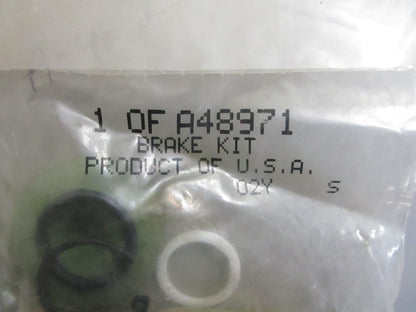 1 OF A48971
BRAKE KIT
PRODUCT OF U.S.A.
02Y S